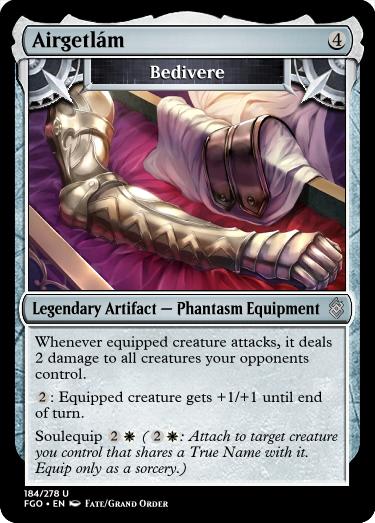 Airgetlám 4
Bedivere
Legendary Artifact — Phantasm Equipment
Whenever equipped creature attacks, it deals
2 damage to all creatures your opponents
control.
2: Equipped creature gets +1/+1 until end
of turn.
Soulequip 2 ( 2 : Attach to target creature
you control that shares a True Name with it.
Equip only as a sorcery.)
184/278 U
FGO • EN Fate/Grand Order